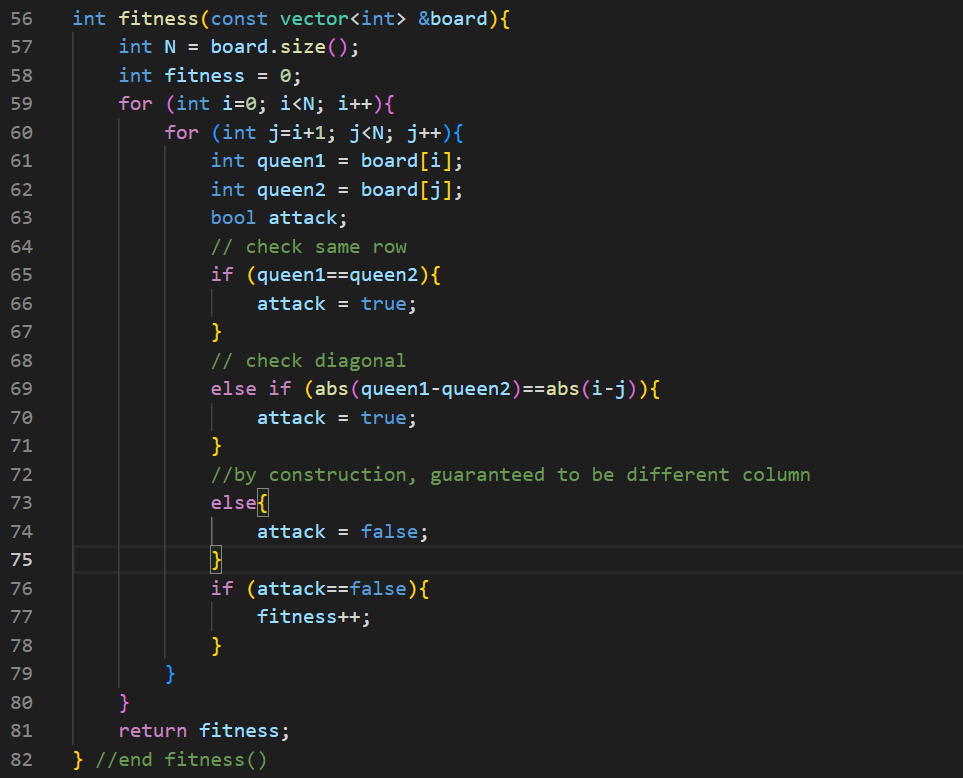 56 int fitness(const vector<int> &board){
57     int N = board.size();
58     int fitness = 0;
59     for (int i=0; i<N; i++){
60         for (int j=i+1; j<N; j++){
61             int queen1 = board[i];
62             int queen2 = board[j];
63             bool attack;
64             // check same row
65             if (queen1==queen2){
66                 attack = true;
67             }
68             // check diagonal
69             else if (abs(queen1-queen2)==abs(i-j)){
70                 attack = true;
71             }
72             //by construction, guaranteed to be different column
73             else{
74                 attack = false;
75             }
76             if (attack==false){
77                 fitness++;
78             }
79         }
80     }
81     return fitness;
82 } //end fitness()